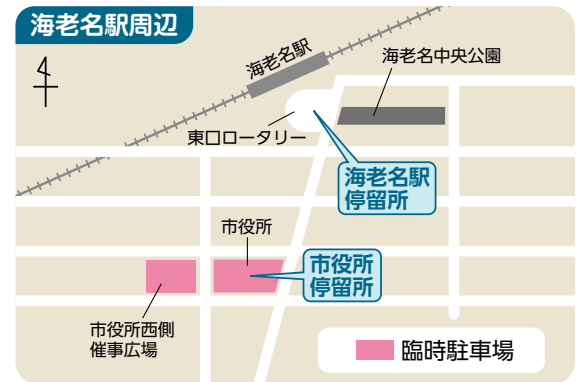 海老名駅周辺
海老名駅
海老名中央公園
東口ロータリー
海老名駅
停留所
市役所
市役所
停留所
市役所西側
催事広場
臨時駐車場